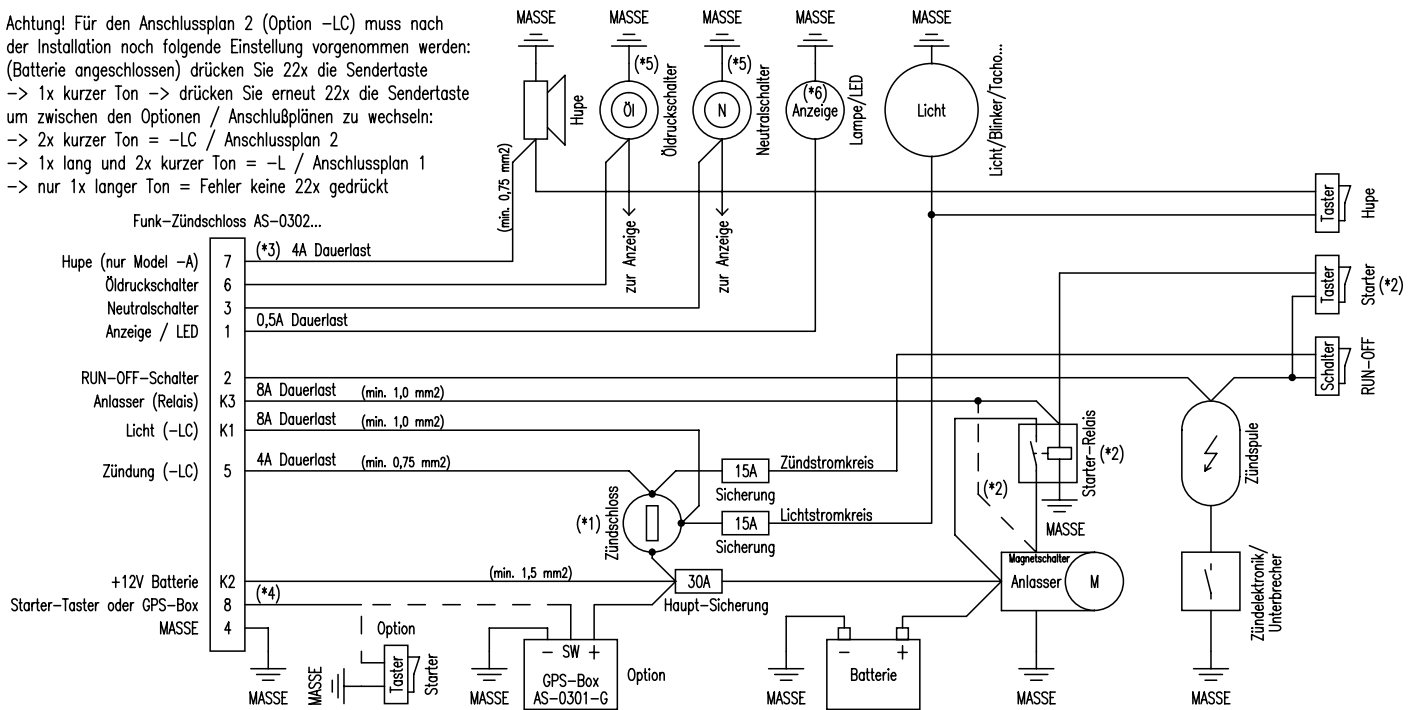 Achtung! Für den Anschlussplan 2 (Option -LC) muss nach
der Installation noch folgende Einstellung vorgenommen werden:
(Batterie angeschlossen) drücken Sie 22x die Sendertaste
-> 1x kurzer Ton -> drücken Sie erneut 22x die Sendertaste
um zwischen den Optionen / Anschlußplänen zu wechseln:
-> 2x kurzer Ton = -LC / Anschlussplan 2
-> 1x lang und 2x kurzer Ton = -L / Anschlussplan 1
-> nur 1x langer Ton = Fehler keine 22x gedrückt
MASSE
Hupe
(min. 0,75 mm2)
MASSE
(*5)
Öl
Öldruckschalter
zur Anzeige
MASSE
(*5)
N
Neutralschalter
zur Anzeige
MASSE
(*6)
Anzeige
Lampe/LED
MASSE
Licht
Licht/Blinker/Tacho...
Taster
Hupe
Taster
Starter
(*2)
Schalter
RUN-OFF
Funk-Zündschloss AS-0302...
Hupe (nur Model -A) 7 (*3) 4A Dauerlast
Öldruckschalter 6
Neutralschalter 3
Anzeige / LED 1 0,5A Dauerlast
RUN-OFF-Schalter 2
Anlasser (Relais) K3 8A Dauerlast (min. 1,0 mm2)
Licht (-LC) K1 8A Dauerlast (min. 1,0 mm2)
Zündung (-LC) 5 4A Dauerlast (min. 0,75 mm2)
+12V Batterie K2 (min. 1,5 mm2)
Starter-Taster oder GPS-Box 8 (*4)
MASSE 4
(*1)
Zündschloss
15A
Sicherung
Zündstromkreis
15A
Sicherung
Lichtstromkreis
30A
Haupt-Sicherung
(*2)
Starter-Relais
(*2)
MASSE
Magnetschalter
Anlasser
M
Zündspule
Zündelektronik/
Unterbrecher
MASSE
MASSE
Option
Taster
Starter
MASSE
- SW +
GPS-Box
AS-0301-G
Option
MASSE
- +
Batterie
MASSE
MASSE
MASSE